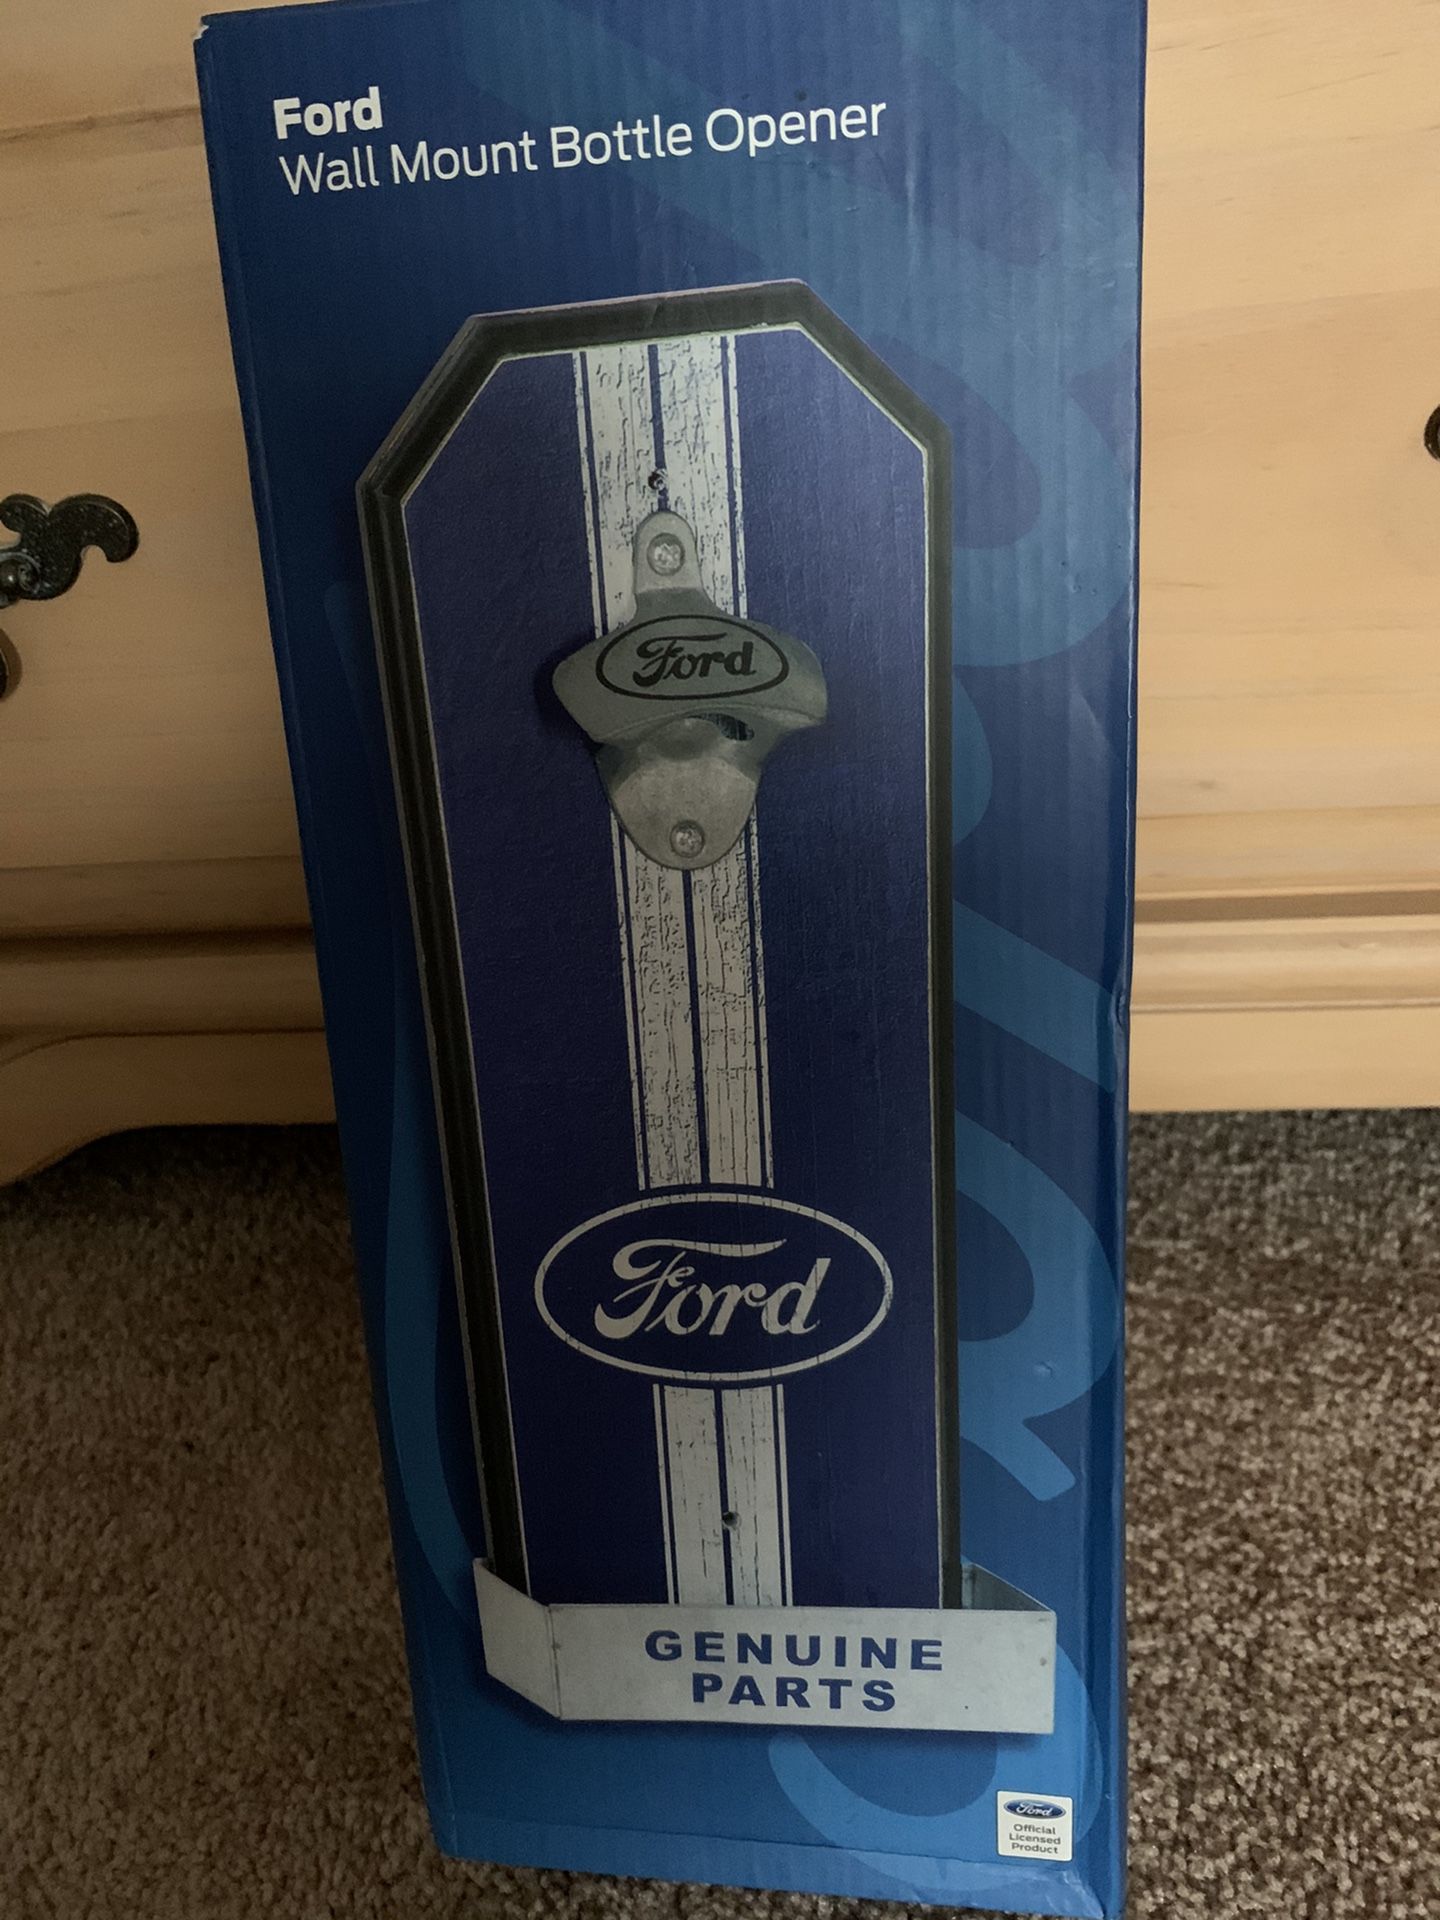 Ford
Wall Mount Bottle Opener
Ford
Ford
GENUINE
PARTS
Ford
Official
Licensed
Product